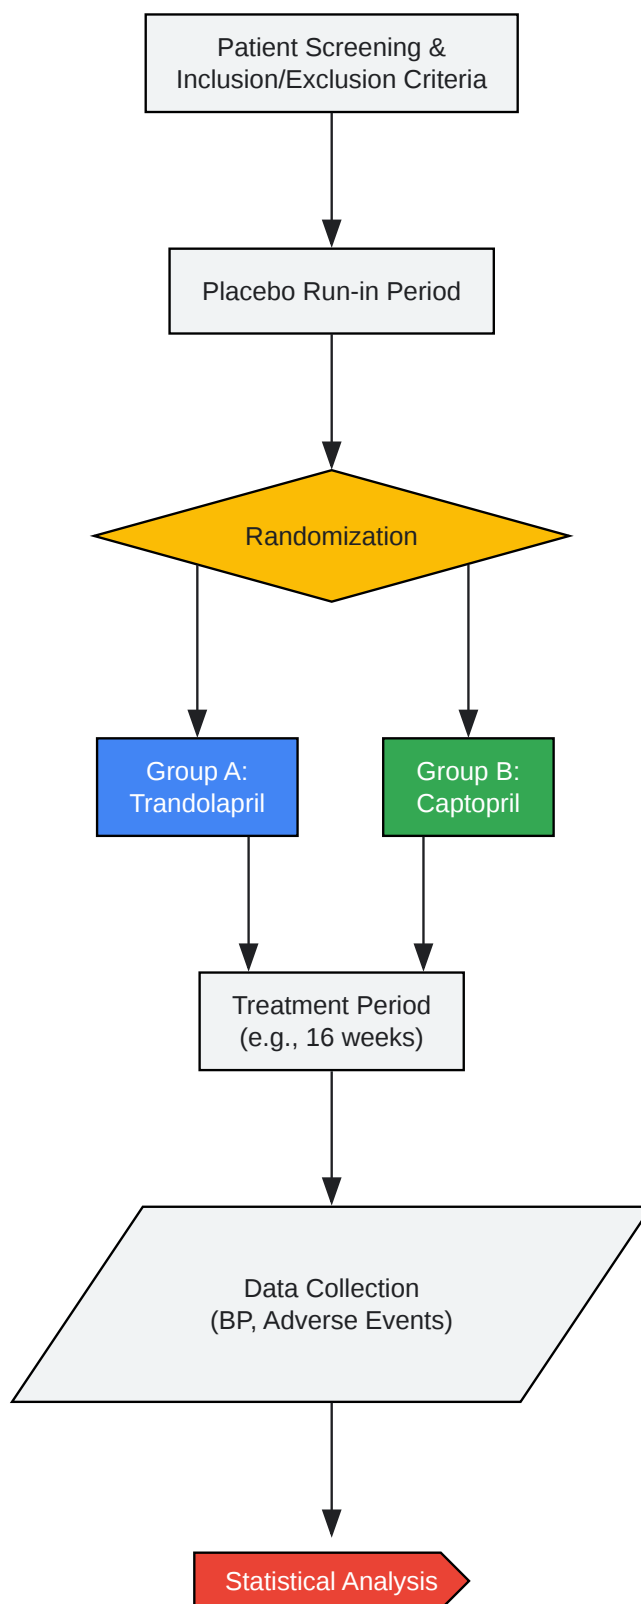 Patient Screening &
Inclusion/Exclusion Criteria
Placebo Run-in Period
Randomization
Group A:
Trandolapril
Group B:
Captopril
Treatment Period
(e.g., 16 weeks)
Data Collection
(BP, Adverse Events)
Statistical Analysis